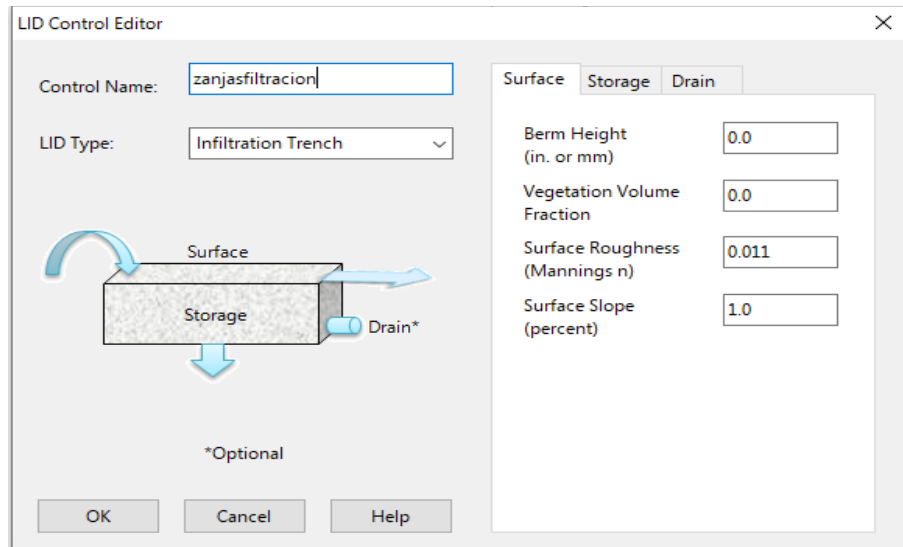 LID Control Editor
Control Name:
zanjasfiltracion
LID Type:
Infiltration Trench
Surface
Storage
Drain*
*Optional
OK
Cancel
Help
Surface
Storage
Drain
Berm Height
(in. or mm)
0.0
Vegetation Volume
Fraction
0.0
Surface Roughness
(Mannings n)
0.011
Surface Slope
(percent)
1.0